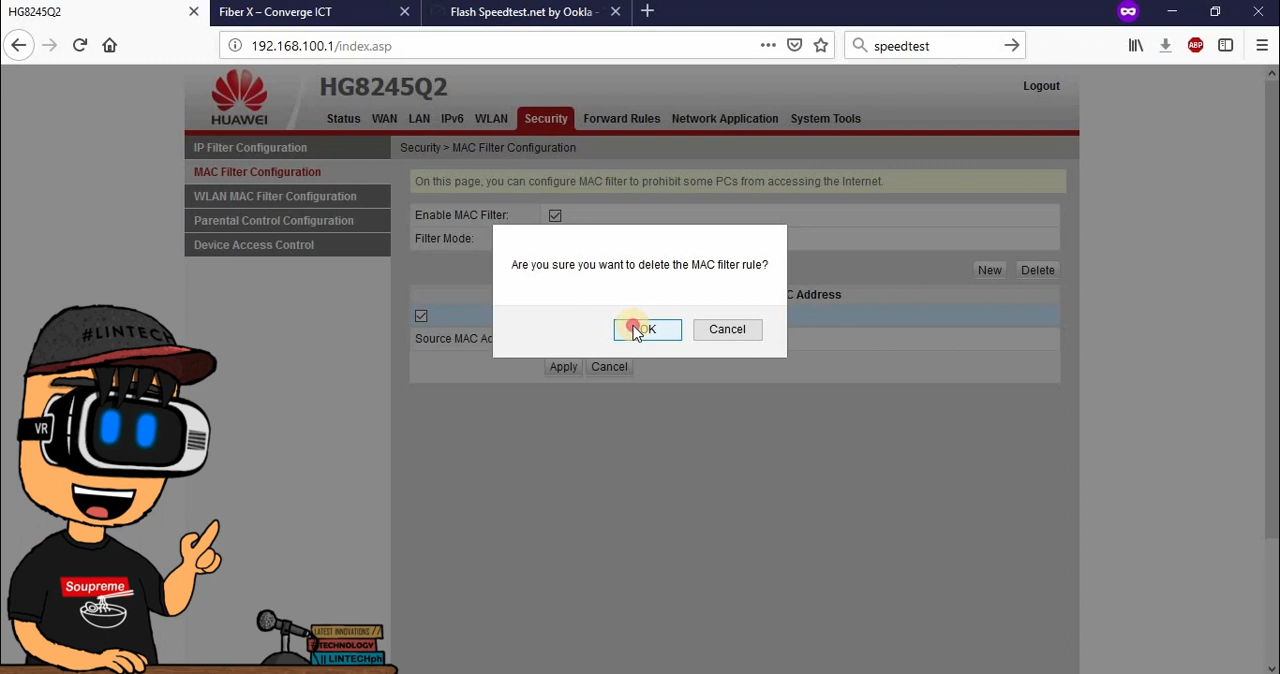 HG8245Q2
Fiber X – Converge ICT
Flash Speedtest.net by Ookla -
192.168.100.1/index.asp
speedtest
ABP
HUAWEI
HG8245Q2
Logout
Status WAN LAN IPv6 WLAN Security Forward Rules Network Application System Tools
IP Filter Configuration
MAC Filter Configuration
WLAN MAC Filter Configuration
Parental Control Configuration
Device Access Control
Security > MAC Filter Configuration
On this page, you can configure MAC filter to prohibit some PCs from accessing the Internet.
Enable MAC Filter:
Filter Mode:
New Delete
C Address
Source MAC Ad
Apply Cancel
Are you sure you want to delete the MAC filter rule?
OK Cancel
#LINTECH
VR
Soupreme
LATEST INNOVATIONS //
#TECHNOLOGY
|| LINTECHph